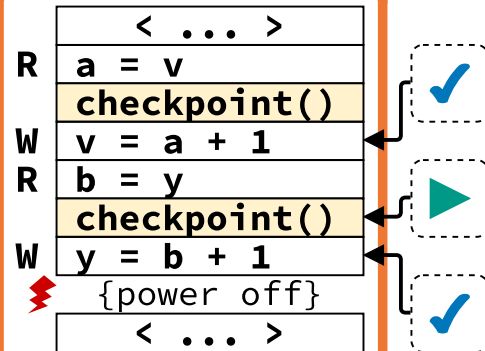 < ... >
R a = v
checkpoint()
W v = a + 1
R b = y
checkpoint()
W y = b + 1
{power off}
< ... >